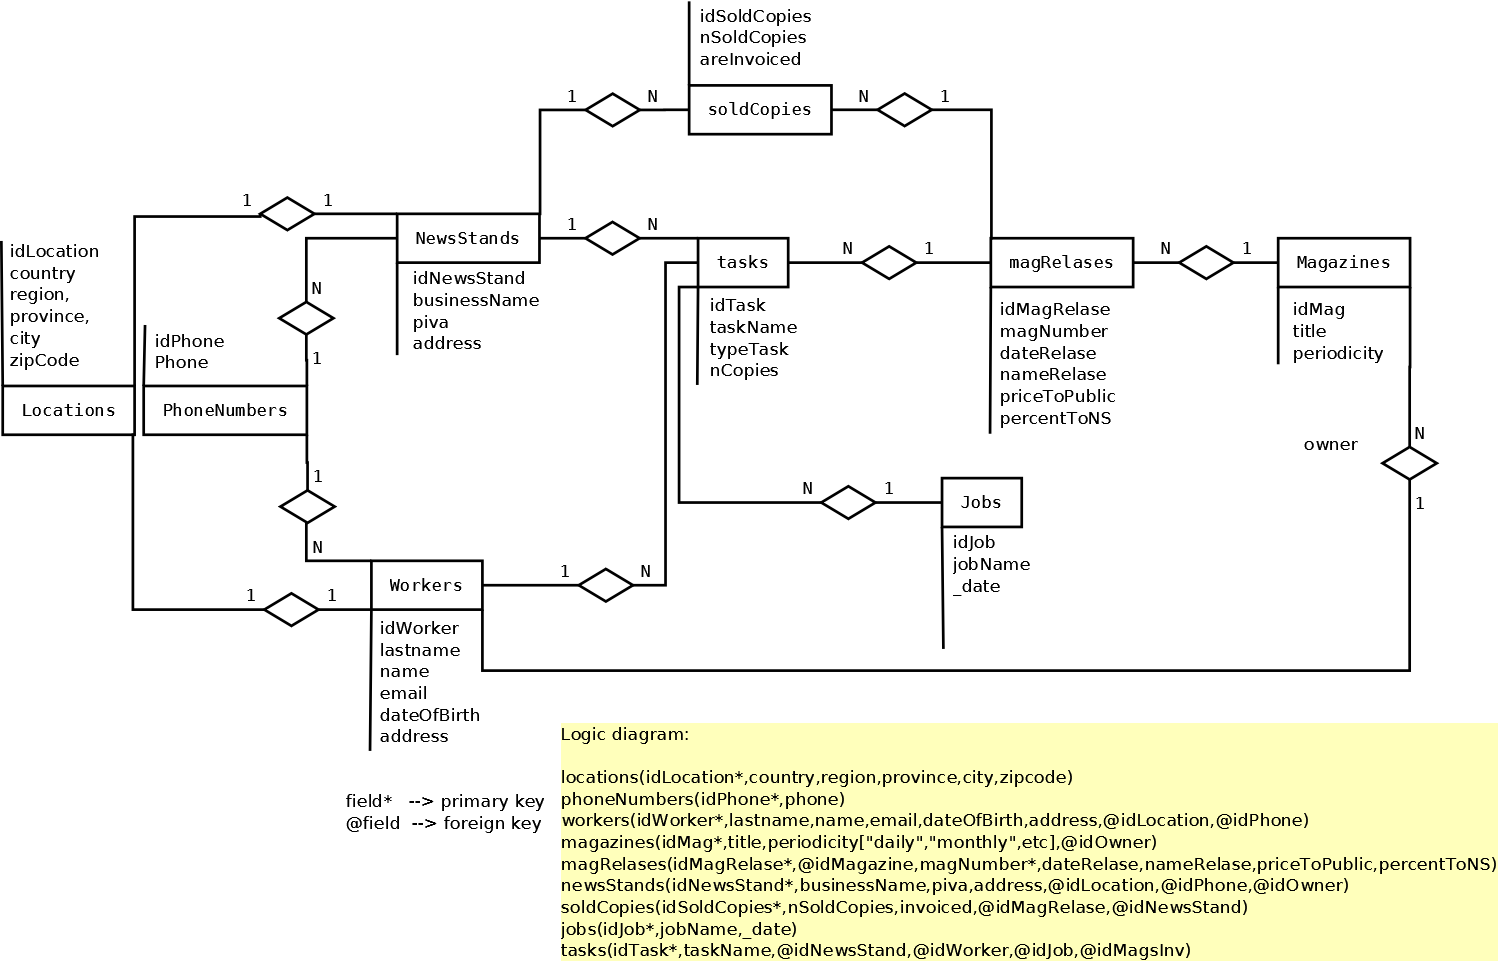 idSoldCopies
nSoldCopies
areInvoiced
1 N
soldCopies
N 1
1 1
NewsStands
1 N
idNewsStand
businessName
piva
address
tasks
N 1
idTask
taskName
typeTask
nCopies
magRelases
N 1
idMagRelase
magNumber
dateRelase
nameRelase
priceToPublic
percentToNS
Magazines
idMag
title
periodicity
idLocation
country
region,
province,
city
zipCode
Locations
N
1
idPhone
Phone
PhoneNumbers
1
N
owner
N
1
N 1
Jobs
idJob
jobName
_date
1 1
Workers
1 N
idWorker
lastname
name
email
dateOfBirth
address
field* --> primary key
@field --> foreign key
Logic diagram:
locations(idLocation*,country,region,province,city,zipcode)
phoneNumbers(idPhone*,phone)
workers(idWorker*,lastname,name,email,dateOfBirth,address,@idLocation,@idPhone)
magazines(idMag*,title,periodicity["daily","monthly",etc],@idOwner)
magRelases(idMagRelase*,@idMagazine,magNumber*,dateRelase,nameRelase,priceToPublic,percentToNS)
newsStands(idNewsStand*,businessName,piva,address,@idLocation,@idPhone,@idOwner)
soldCopies(idSoldCopies*,nSoldCopies,invoiced,@idMagRelase,@idNewsStand)
jobs(idJob*,jobName,_date)
tasks(idTask*,taskName,@idNewsStand,@idWorker,@idJob,@idMagsInv)